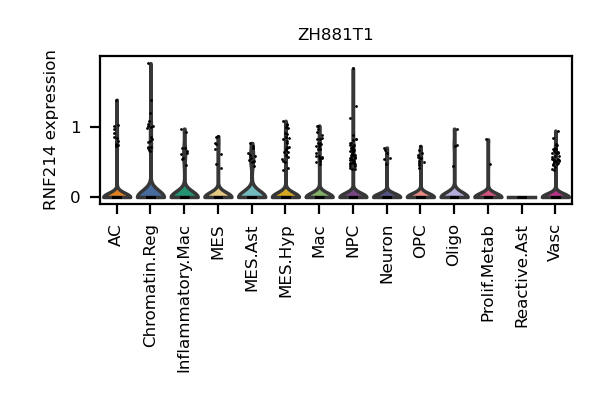 ZH881T1
RNF214 expression
1
0
AC
Chromatin.Reg
Inflammatory.Mac
MES
MES.Ast
MES.Hyp
Mac
NPC
Neuron
OPC
Oligo
Prolif.Metab
Reactive.Ast
Vasc